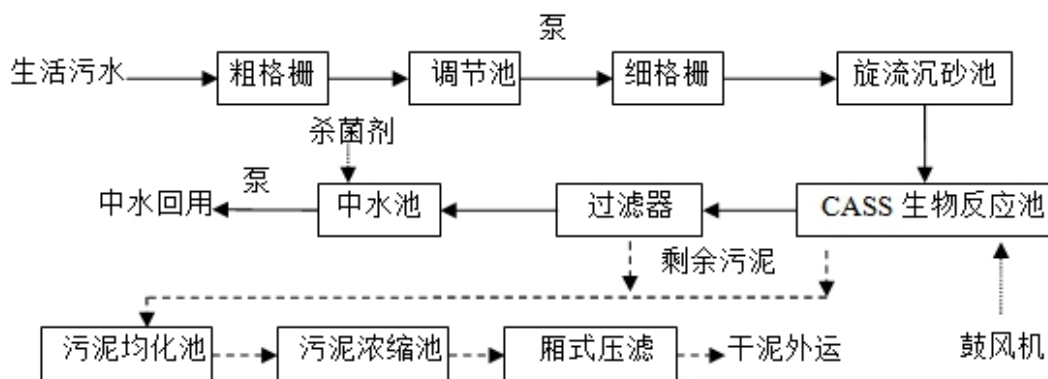 泵
生活污水 粗格栅 调节池 细格栅 旋流沉砂池
杀菌剂
泵
中水回用 中水池 过滤器 CASS 生物反应池
剩余污泥
污泥均化池 污泥浓缩池 厢式压滤 干泥外运 鼓风机